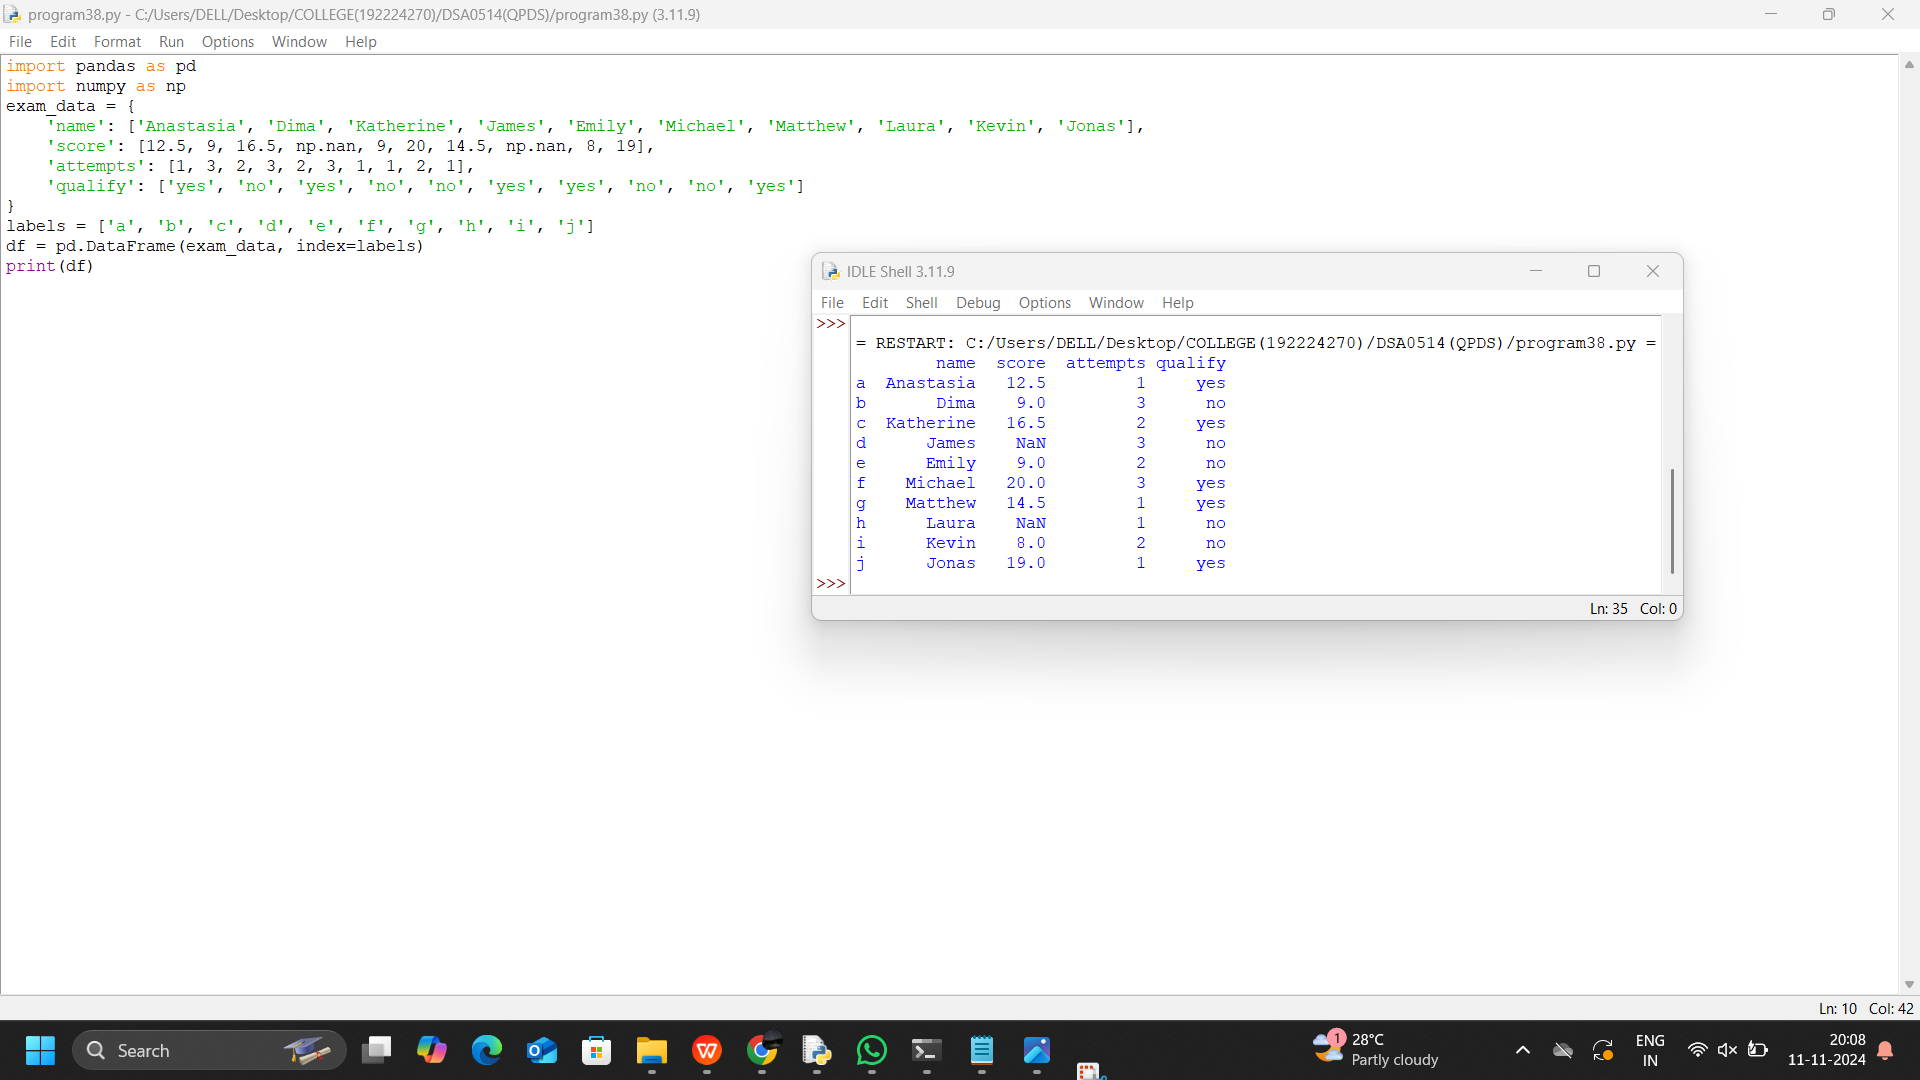 program38.py - C:/Users/DELL/Desktop/COLLEGE(192224270)/DSA0514(QPDS)/program38.py (3.11.9)
File Edit Format Run Options Window Help
import pandas as pd
import numpy as np
exam_data = {
    'name': ['Anastasia', 'Dima', 'Katherine', 'James', 'Emily', 'Michael', 'Matthew', 'Laura', 'Kevin', 'Jonas'],
    'score': [12.5, 9, 16.5, np.nan, 9, 20, 14.5, np.nan, 8, 19],
    'attempts': [1, 3, 2, 3, 2, 3, 1, 1, 2, 1],
    'qualify': ['yes', 'no', 'yes', 'no', 'no', 'yes', 'yes', 'no', 'no', 'yes']
}
labels = ['a', 'b', 'c', 'd', 'e', 'f', 'g', 'h', 'i', 'j']
df = pd.DataFrame(exam_data, index=labels)
print(df)
IDLE Shell 3.11.9
File Edit Shell Debug Options Window Help
>>>
= RESTART: C:/Users/DELL/Desktop/COLLEGE(192224270)/DSA0514(QPDS)/program38.py =
        name  score  attempts qualify
a  Anastasia   12.5         1     yes
b       Dima    9.0         3      no
c  Katherine   16.5         2     yes
d      James    NaN         3      no
e      Emily    9.0         2      no
f    Michael   20.0         3     yes
g    Matthew   14.5         1     yes
h      Laura    NaN         1      no
i      Kevin    8.0         2      no
j      Jonas   19.0         1     yes
>>>
Ln: 35 Col: 0
Ln: 10 Col: 42
Search
W
1
28°C
Partly cloudy
ENG
IN
20:08
11-11-2024